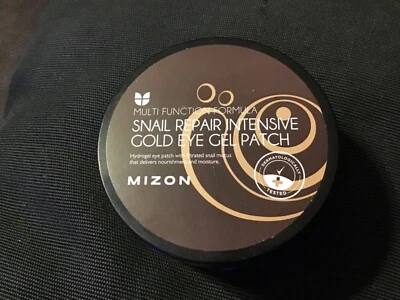 MULTI FUNCTION FORMULA
SNAIL REPAIR INTENSIVE
GOLD EYE GEL PATCH
Hydrogel eye patch with filtrated snail mucus
that delivers nourishment and moisture.
MIZON
DERMATOLOGICALLY
TESTED